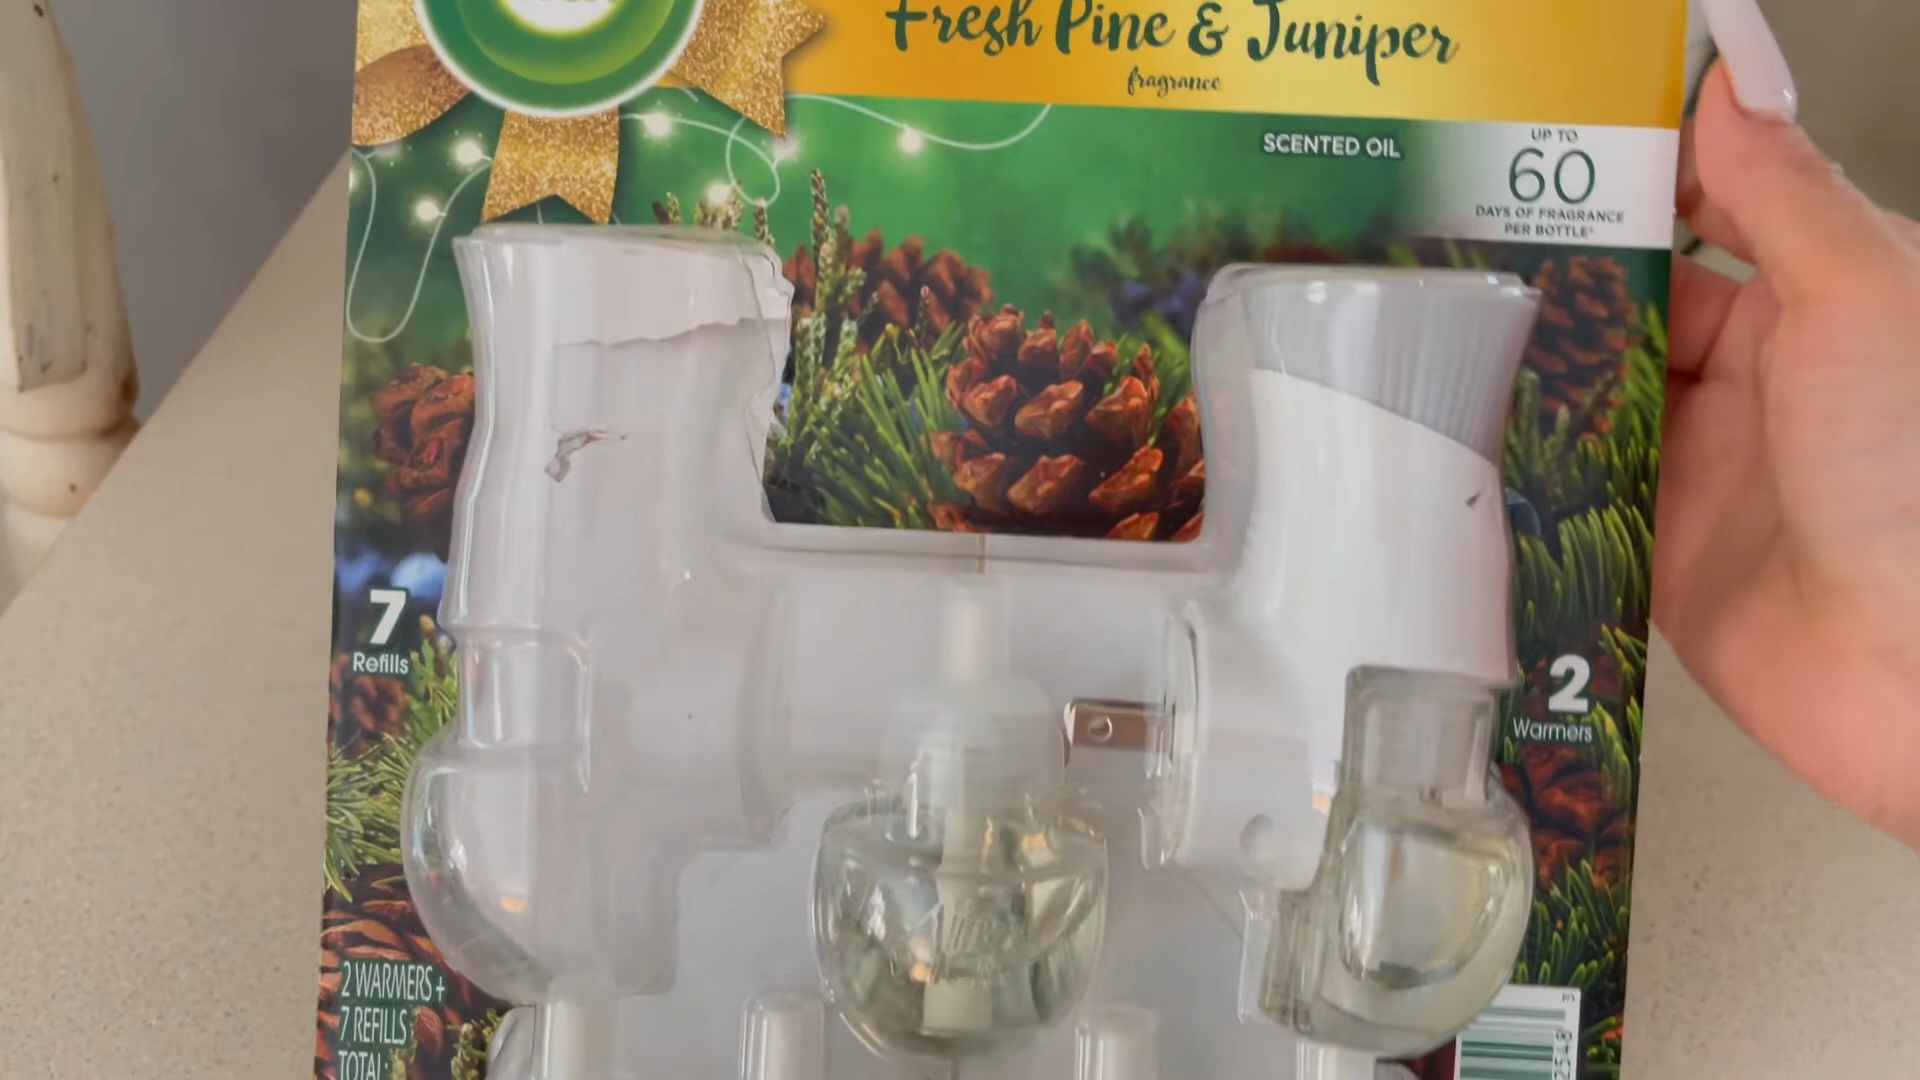 Fresh Pine & Juniper
fragrance
SCENTED OIL
UP TO
60
DAYS OF FRAGRANCE
PER BOTTLE*
7
Refills
2
Warmers
2 WARMERS +
7 REFILLS
TOTAL: